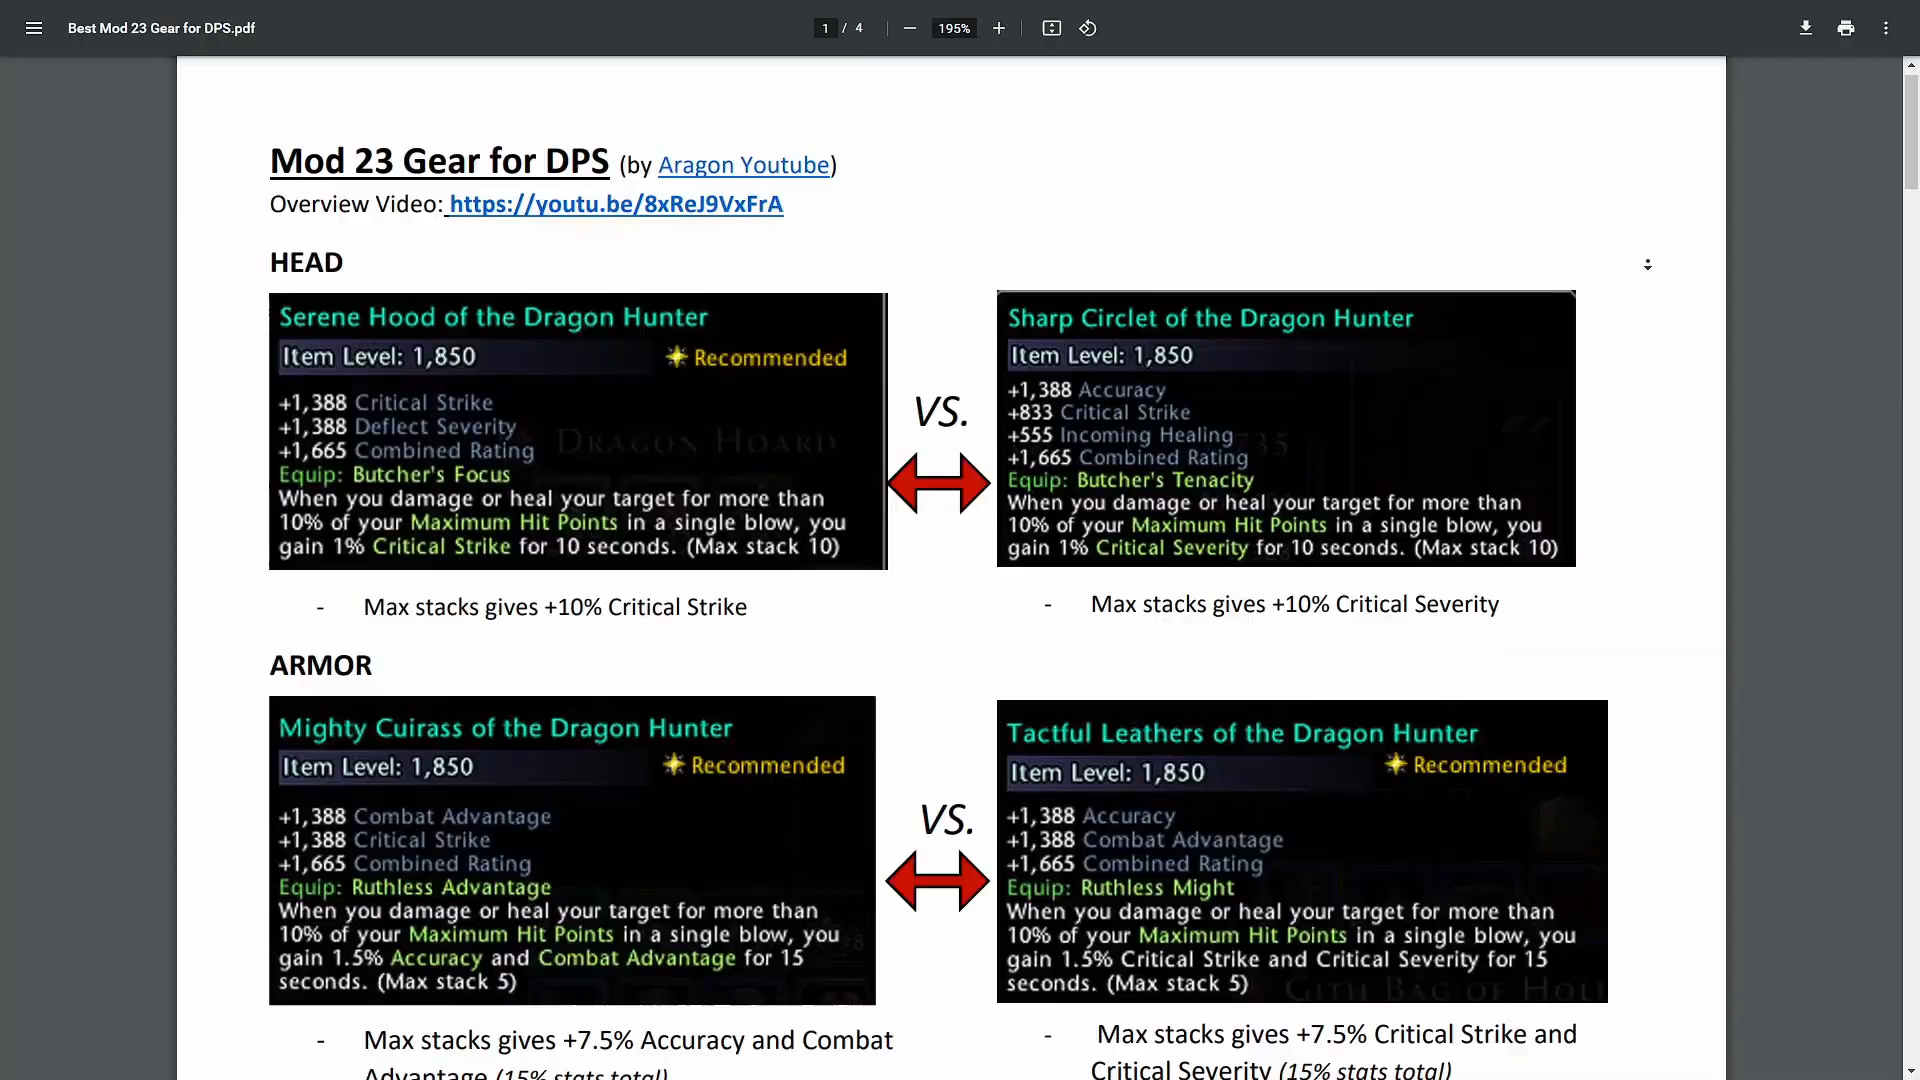 Best Mod 23 Gear for DPS.pdf
1 / 4
195%
Mod 23 Gear for DPS (by Aragon Youtube)
Overview Video: https://youtu.be/8xReJ9VxFrA
HEAD
Serene Hood of the Dragon Hunter
Item Level: 1,850
Recommended
+1,388 Critical Strike
+1,388 Deflect Severity
+1,665 Combined Rating
Equip: Butcher's Focus
When you damage or heal your target for more than
10% of your Maximum Hit Points in a single blow, you
gain 1% Critical Strike for 10 seconds. (Max stack 10)
DRAGON HOARD
VS.
Sharp Circlet of the Dragon Hunter
Item Level: 1,850
+1,388 Accuracy
+833 Critical Strike
+555 Incoming Healing
+1,665 Combined Rating
Equip: Butcher's Tenacity
When you damage or heal your target for more than
10% of your Maximum Hit Points in a single blow, you
gain 1% Critical Severity for 10 seconds. (Max stack 10)
- Max stacks gives +10% Critical Strike
- Max stacks gives +10% Critical Severity
ARMOR
Mighty Cuirass of the Dragon Hunter
Item Level: 1,850
Recommended
+1,388 Combat Advantage
+1,388 Critical Strike
+1,665 Combined Rating
Equip: Ruthless Advantage
When you damage or heal your target for more than
10% of your Maximum Hit Points in a single blow, you
gain 1.5% Accuracy and Combat Advantage for 15
seconds. (Max stack 5)
VS.
Tactful Leathers of the Dragon Hunter
Item Level: 1,850
Recommended
+1,388 Accuracy
+1,388 Combat Advantage
+1,665 Combined Rating
Equip: Ruthless Might
When you damage or heal your target for more than
10% of your Maximum Hit Points in a single blow, you
gain 1.5% Critical Strike and Critical Severity for 15
seconds. (Max stack 5)
GITH BAG OF HOL
- Max stacks gives +7.5% Accuracy and Combat
Advantage (15% stats total)
- Max stacks gives +7.5% Critical Strike and
Critical Severity (15% stats total)